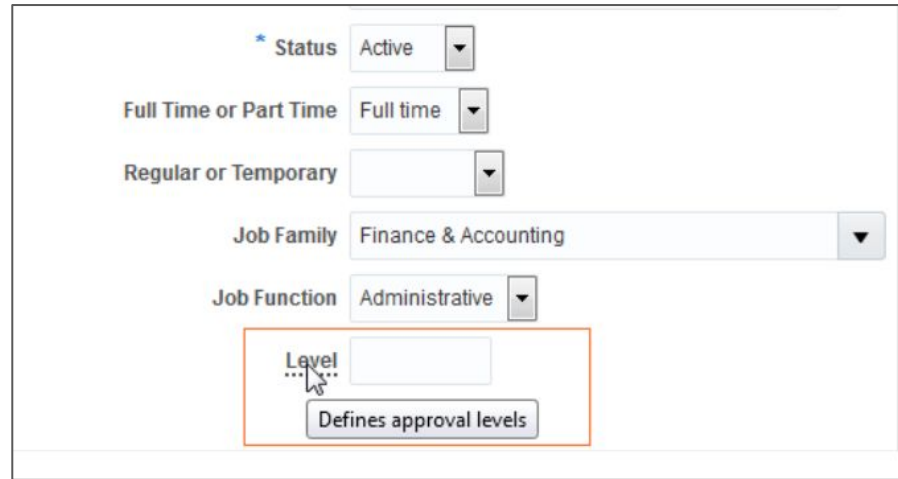 * Status Active
Full Time or Part Time Full time
Regular or Temporary
Job Family Finance & Accounting
Job Function Administrative
Level
Defines approval levels